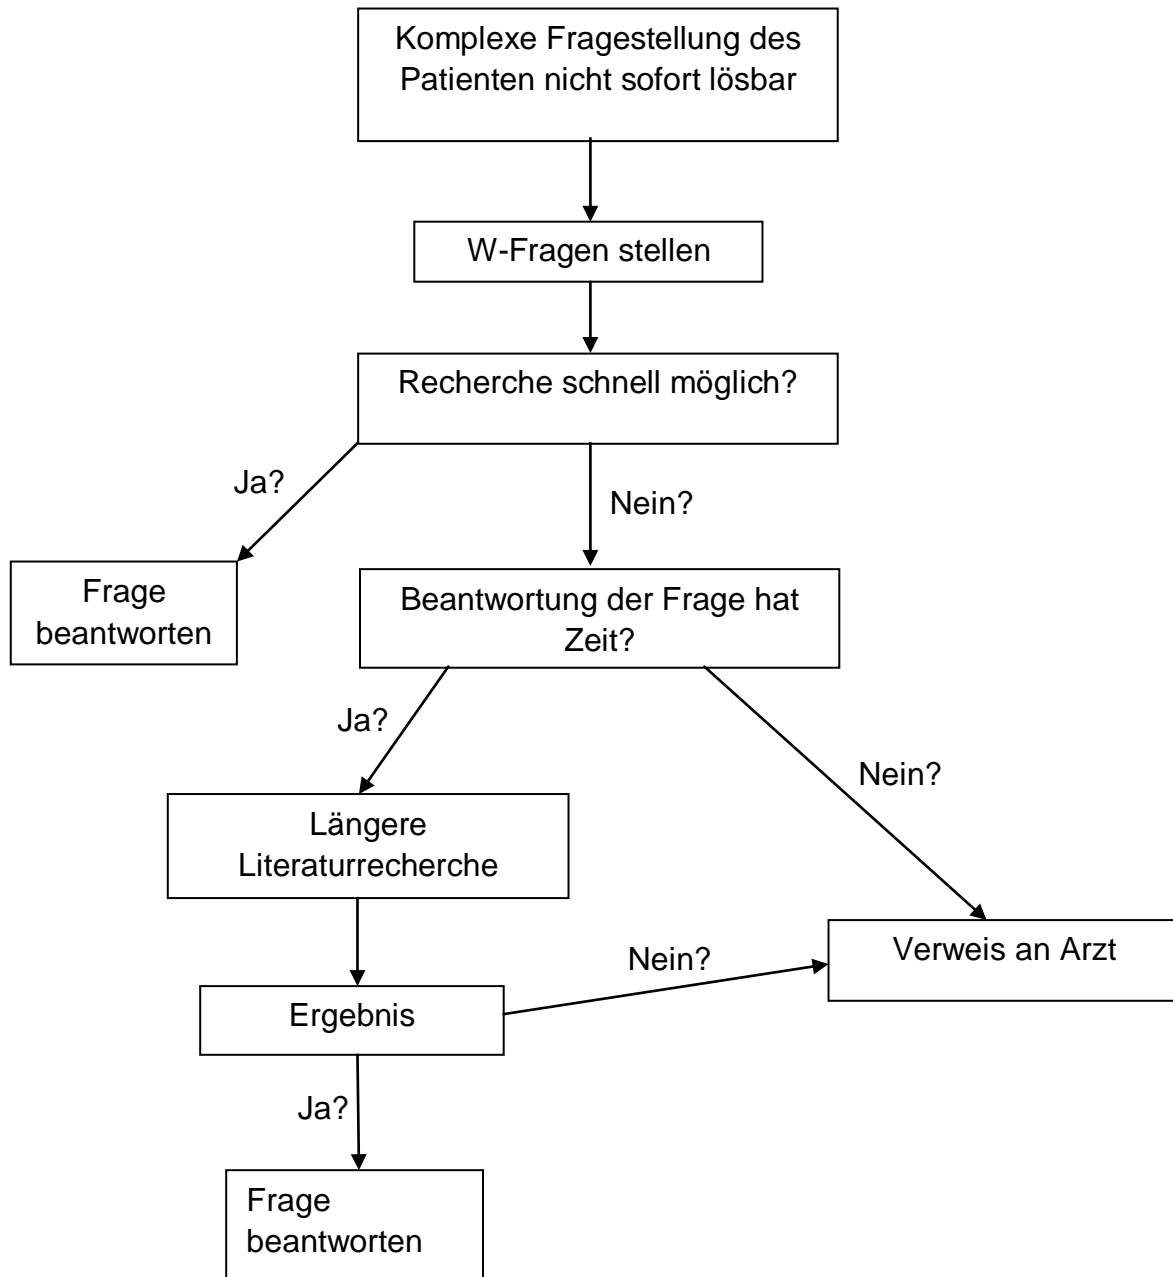 Komplexe Fragestellung des
Patienten nicht sofort lösbar
W-Fragen stellen
Recherche schnell möglich?
Ja?
Nein?
Frage
beantworten
Beantwortung der Frage hat
Zeit?
Ja?
Nein?
Längere
Literaturrecherche
Verweis an Arzt
Nein?
Ergebnis
Ja?
Frage
beantworten